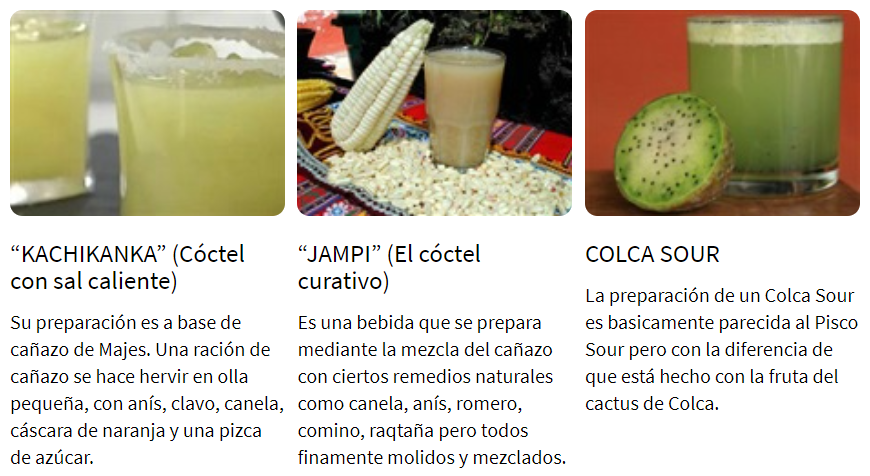 “KACHIKANKA” (Cóctel
con sal caliente)
Su preparación es a base de
cañazo de Majes. Una ración de
cañazo se hace hervir en olla
pequeña, con anís, clavo, canela,
cáscara de naranja y una pizca
de azúcar.
“JAMPI” (El cóctel
curativo)
Es una bebida que se prepara
mediante la mezcla del cañazo
con ciertos remedios naturales
como canela, anís, romero,
comino, raqtaña pero todos
finamente molidos y mezclados.
COLCA SOUR
La preparación de un Colca Sour
es basicamente parecida al Pisco
Sour pero con la diferencia de
que está hecho con la fruta del
cactus de Colca.